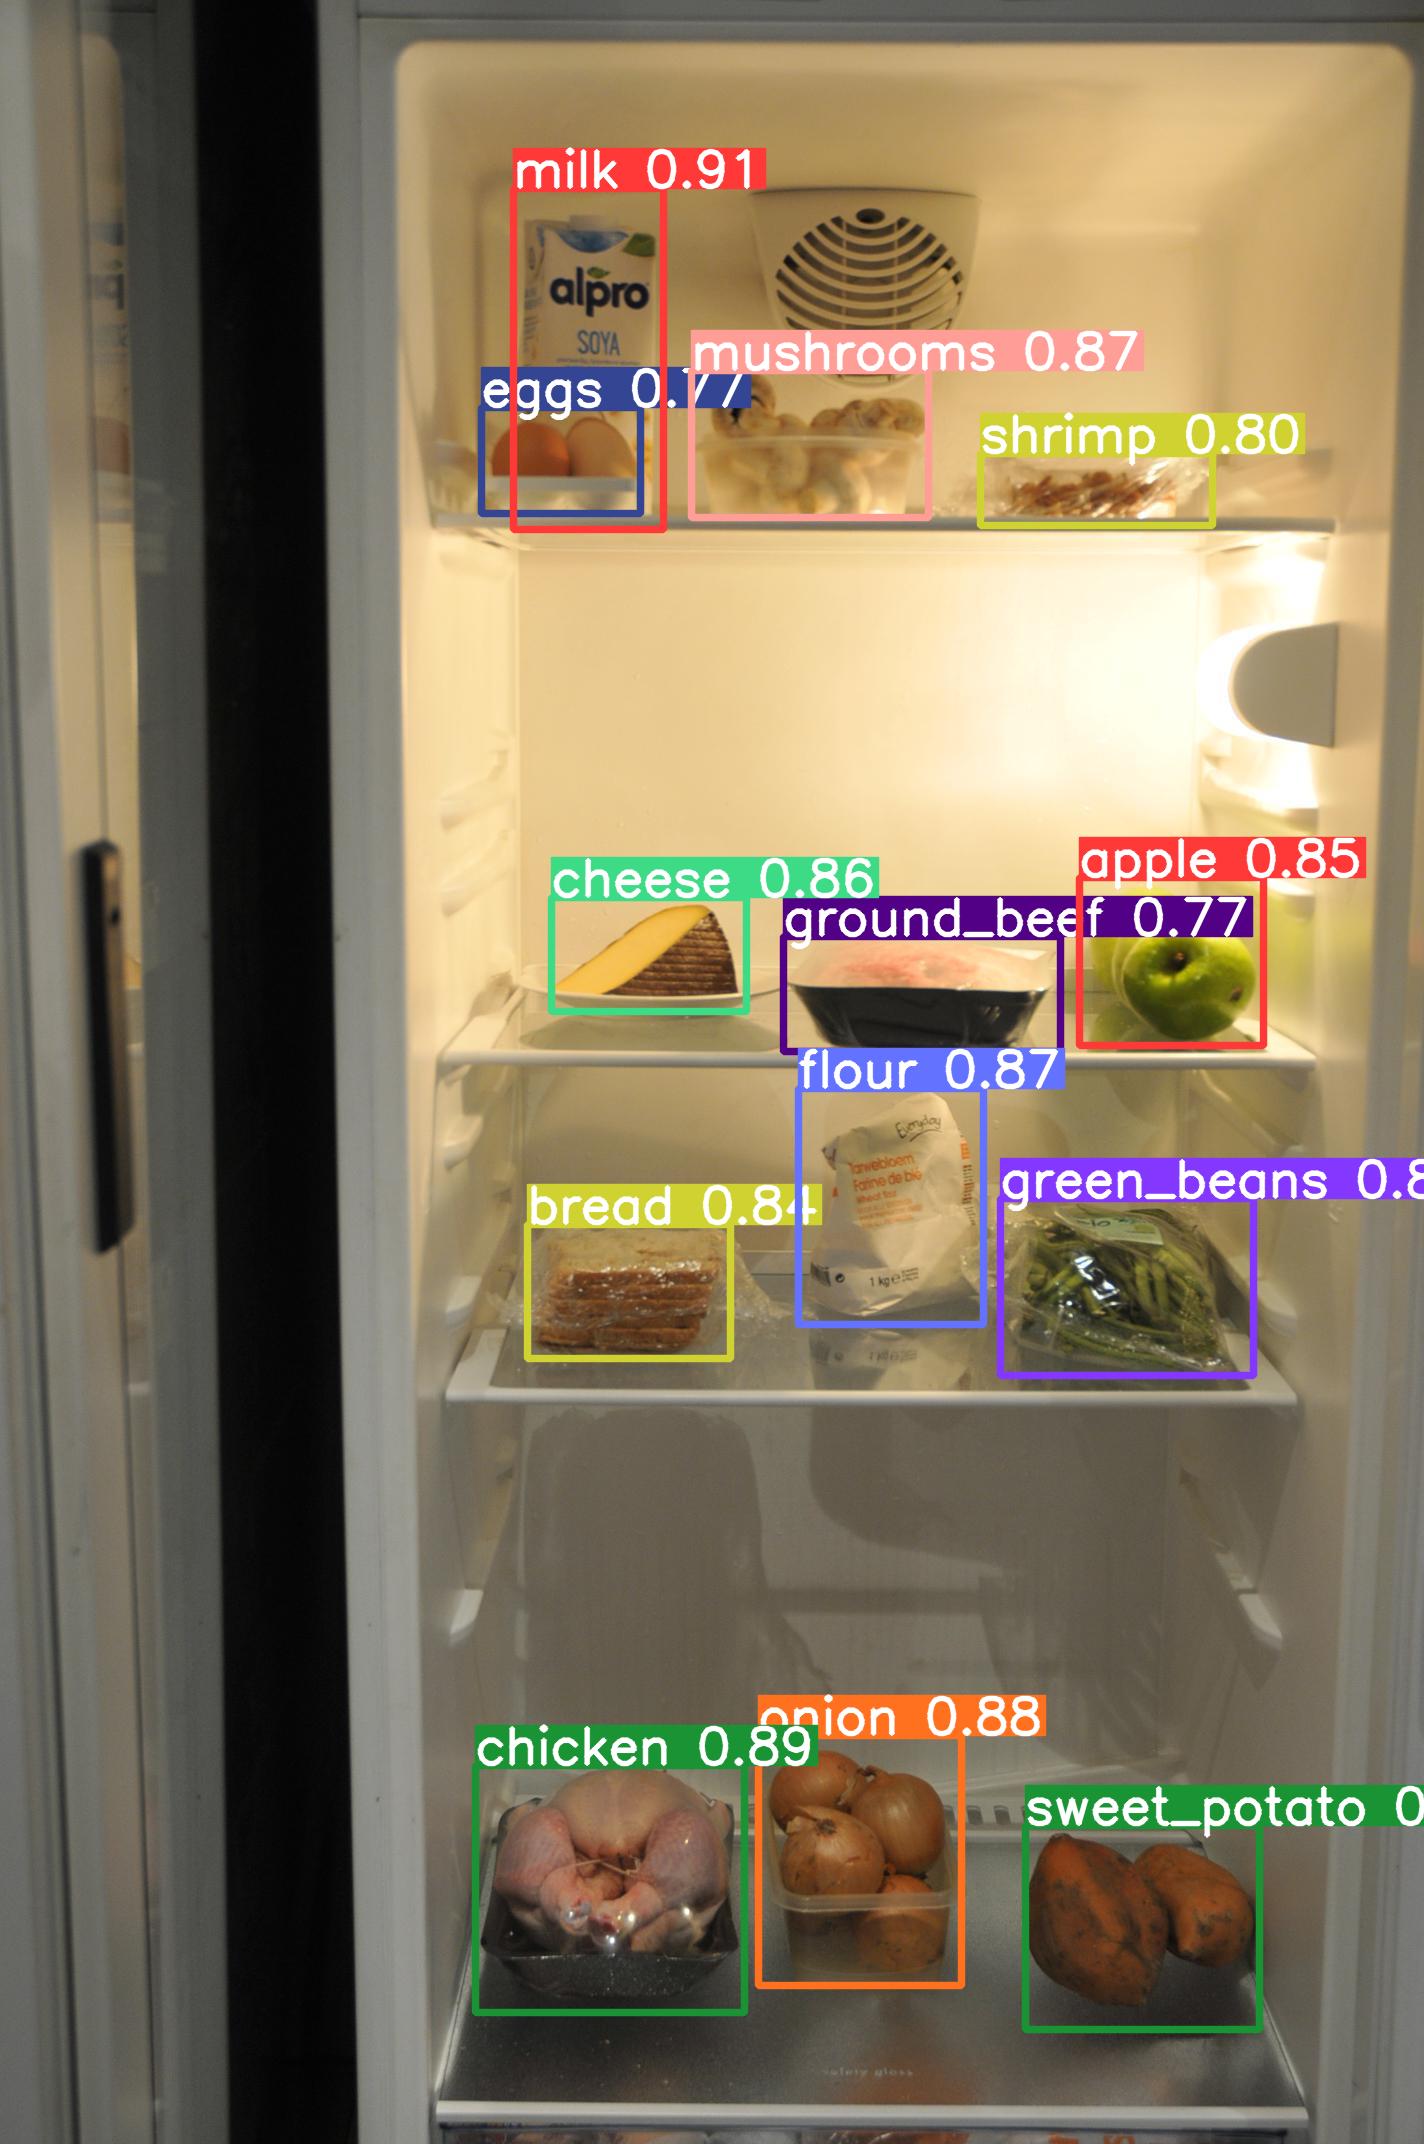 milk 0.91
alpro
SOYA
mushrooms 0.87
eggs 0.77
shrimp 0.80
apple 0.85
cheese 0.86
ground_beef 0.77
flour 0.87
Everyday
Tarwebloem
Farine de blé
Wheat flour
1 kg e
green_beans 0.8
bread 0.84
onion 0.88
chicken 0.89
sweet_potato 0
safety glass